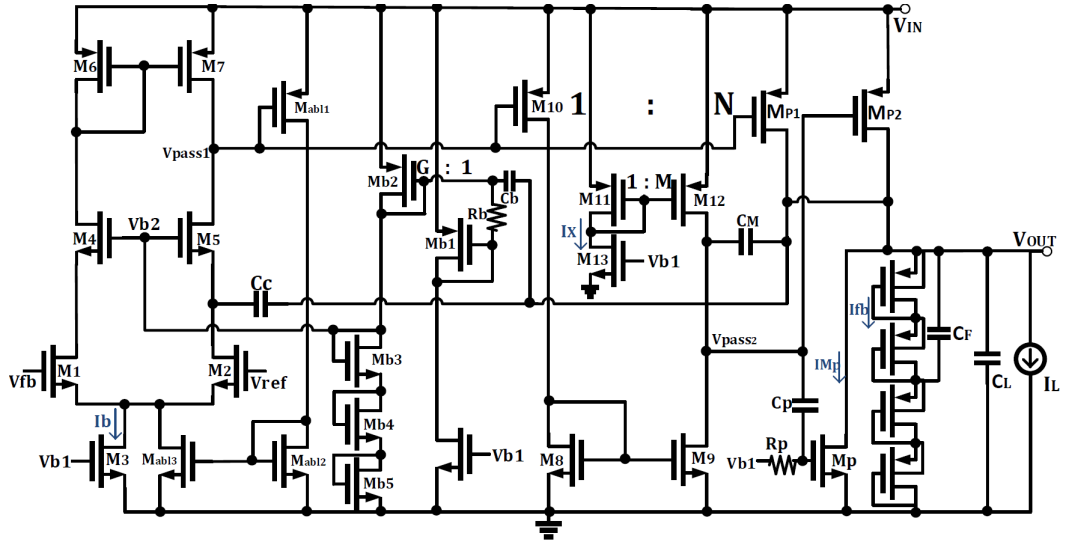 VIN
M6
M7
Mabl1
M10
1 : N
MP1
MP2
Vpass1
Mb2
G : 1
Cb
Rb
M11
1 : M
M12
M4
Vb2
M5
Mb1
IX
M13
Vb1
CM
VOUT
Cc
Ifb
CF
M1
M2
Vfb
Vref
Mb3
Vpass2
IMp
CL
IL
Ib
Mb4
Cp
Vb1
M3
Mabl3
Mabl2
Mb5
Vb1
M8
M9
Rp
Vb1
Mp